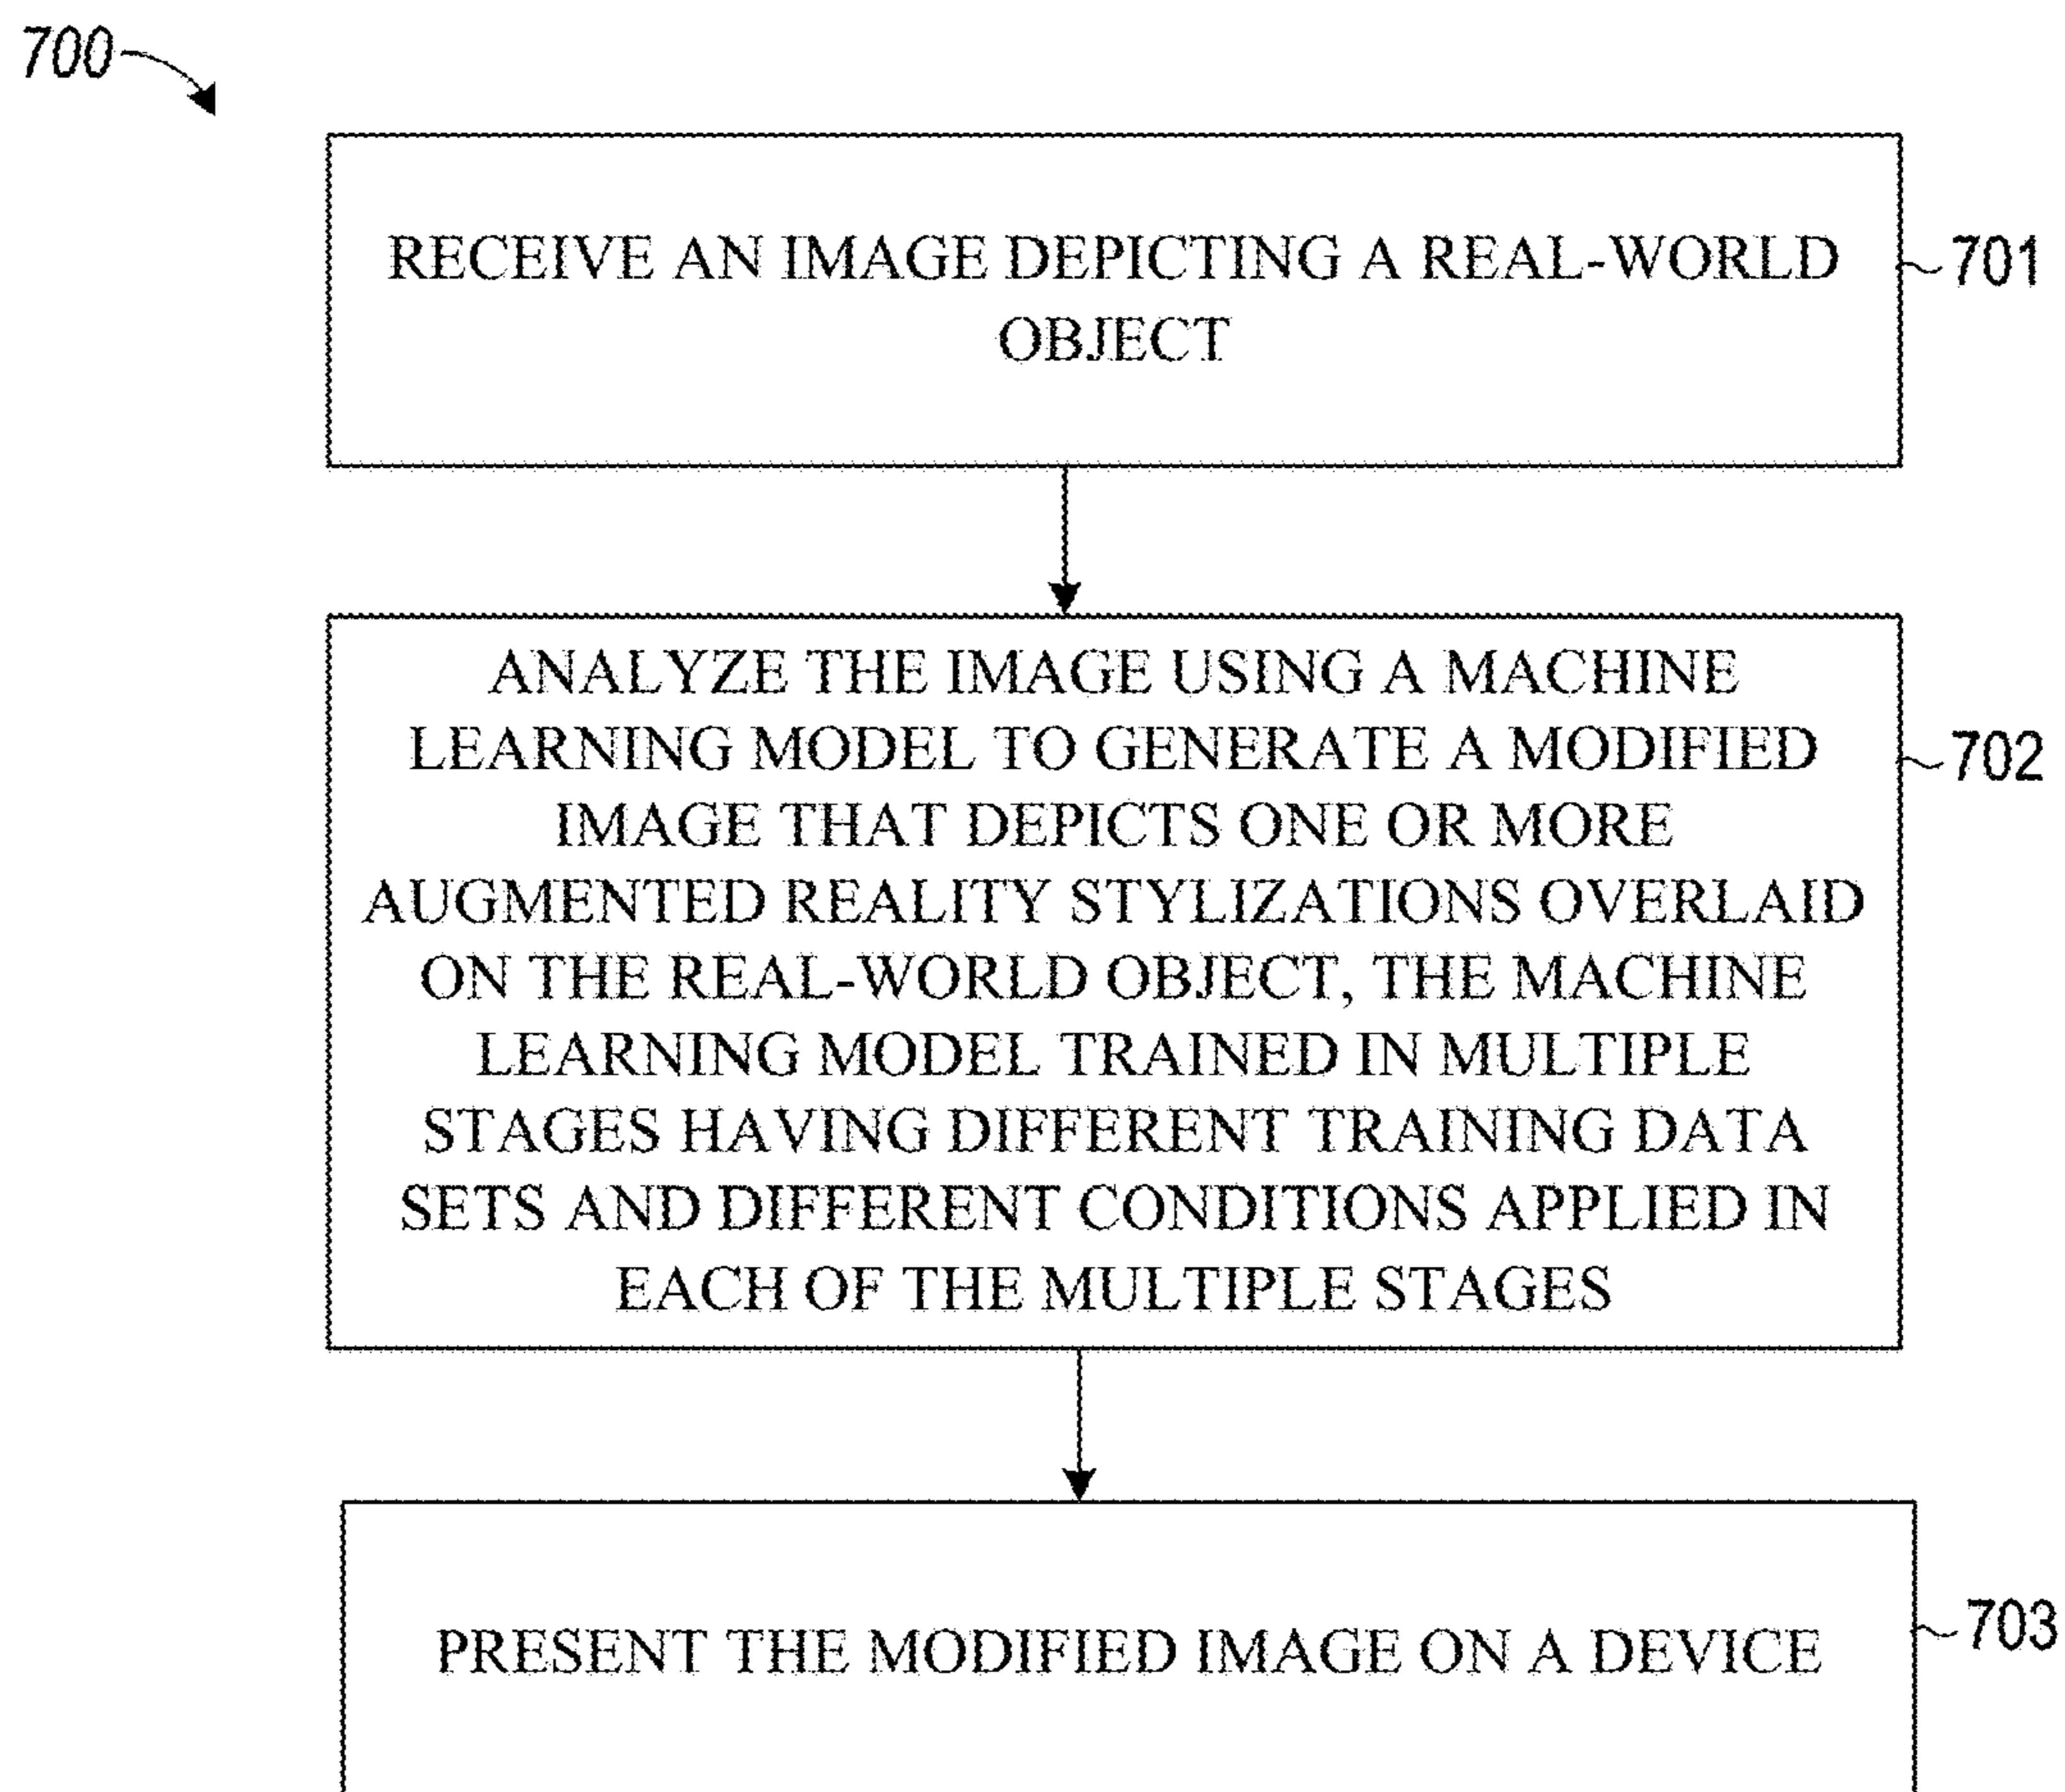 700
RECEIVE AN IMAGE DEPICTING A REAL-WORLD
OBJECT
701
ANALYZE THE IMAGE USING A MACHINE
LEARNING MODEL TO GENERATE A MODIFIED
IMAGE THAT DEPICTS ONE OR MORE
AUGMENTED REALITY STYLIZATIONS OVERLAID
ON THE REAL-WORLD OBJECT, THE MACHINE
LEARNING MODEL TRAINED IN MULTIPLE
STAGES HAVING DIFFERENT TRAINING DATA
SETS AND DIFFERENT CONDITIONS APPLIED IN
EACH OF THE MULTIPLE STAGES
702
PRESENT THE MODIFIED IMAGE ON A DEVICE
703